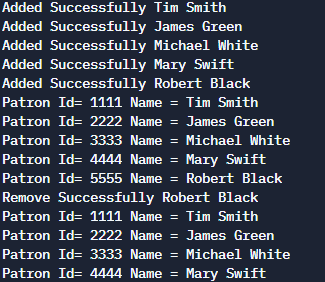 Added Successfully Tim Smith
Added Successfully James Green
Added Successfully Michael White
Added Successfully Mary Swift
Added Successfully Robert Black
Patron Id= 1111 Name = Tim Smith
Patron Id= 2222 Name = James Green
Patron Id= 3333 Name = Michael White
Patron Id= 4444 Name = Mary Swift
Patron Id= 5555 Name = Robert Black
Remove Successfully Robert Black
Patron Id= 1111 Name = Tim Smith
Patron Id= 2222 Name = James Green
Patron Id= 3333 Name = Michael White
Patron Id= 4444 Name = Mary Swift